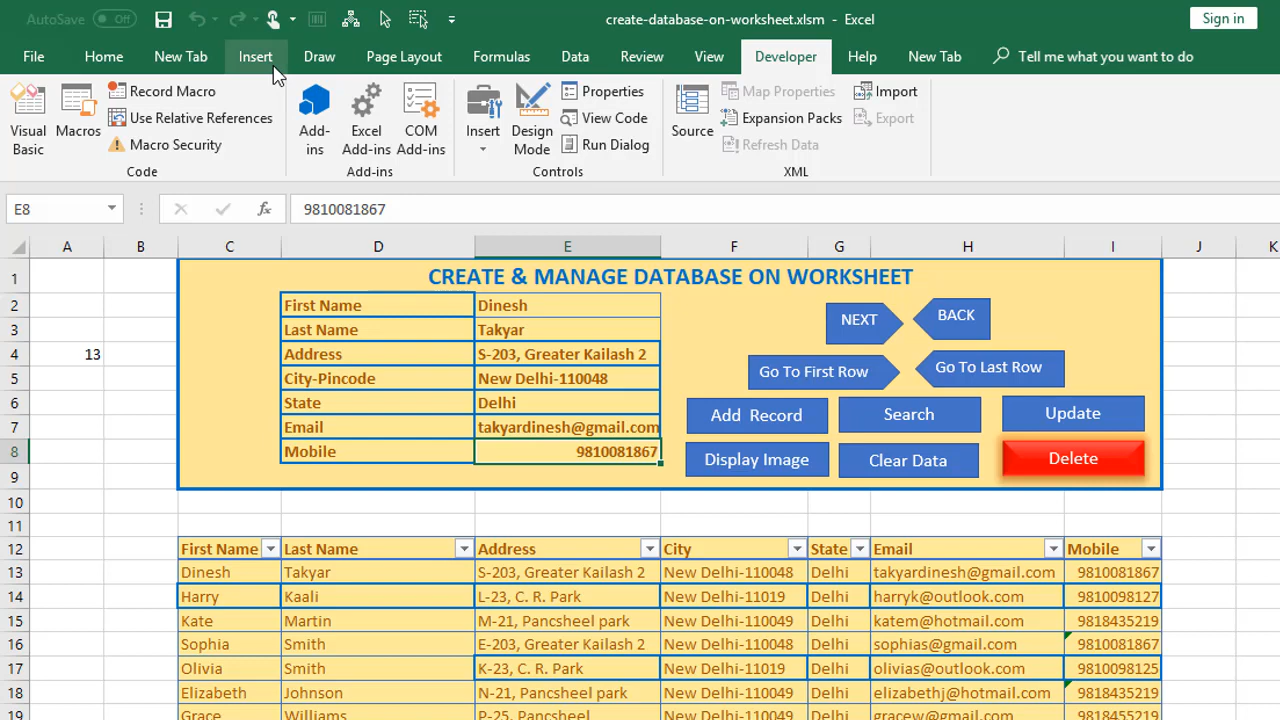 AutoSave Off create-database-on-worksheet.xlsm - Excel Sign in
File Home New Tab Insert Draw Page Layout Formulas Data Review View Developer Help New Tab Tell me what you want to do
Visual Basic
Macros
Record Macro
Use Relative References
Macro Security
Code
Add-ins
Excel Add-ins
COM Add-ins
Add-ins
Insert
Design Mode
Properties
View Code
Run Dialog
Controls
Source
Map Properties
Expansion Packs
Refresh Data
Import
Export
XML
E8 fx 9810081867
A B C D E F G H I J K
1 CREATE & MANAGE DATABASE ON WORKSHEET
2 First Name Dinesh
3 Last Name Takyar
4 13 Address S-203, Greater Kailash 2
5 City-Pincode New Delhi-110048
6 State Delhi
7 Email takyardinesh@gmail.com
8 Mobile 9810081867
9
NEXT BACK
Go To First Row Go To Last Row
Add Record Search Update
Display Image Clear Data Delete
10
11
12 First Name Last Name Address City State Email Mobile
13 Dinesh Takyar S-203, Greater Kailash 2 New Delhi-110048 Delhi takyardinesh@gmail.com 9810081867
14 Harry Kaali L-23, C. R. Park New Delhi-11019 Delhi harryk@outlook.com 9810098127
15 Kate Martin M-21, Pancsheel park New Delhi-110049 Delhi katem@hotmail.com 9818435219
16 Sophia Smith E-203, Greater Kailash 2 New Delhi-110048 Delhi sophias@gmail.com 9810081867
17 Olivia Smith K-23, C. R. Park New Delhi-11019 Delhi olivias@outlook.com 9810098125
18 Elizabeth Johnson N-21, Pancsheel park New Delhi-110049 Delhi elizabethj@hotmail.com 9818435219
19 Grace Williams P-25, Pancsheel New Delhi-110049 Delhi gracew@hotmail.com 9818455219